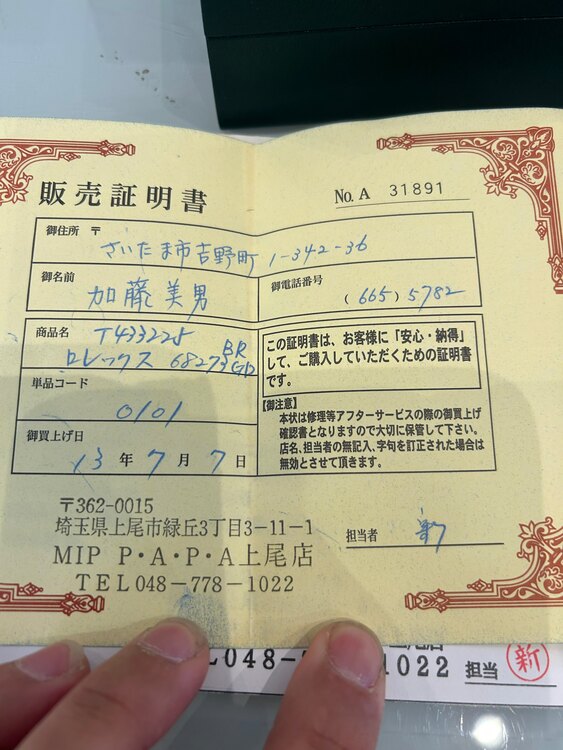 販売証明書
No. A 31891
御住所 〒
さいたま市吉野町 1-342-36
御名前
加藤美男
御電話番号
(665) 5782
商品名 T433225
ロレックス 68273 BR
単品コード
0101
御買上げ日
13 年 7 月 7 日
この証明書は、お客様に「安心・納得」
して、ご購入していただくための証明書
です。
【御注意】
本状は修理等アフターサービスの際の御買上げ
確認書となりますので大切に保管して下さい。
店名、担当者の無記入、字句を訂正された場合は
無効とさせて頂きます。
〒362-0015
埼玉県上尾市緑丘3丁目3−11−1
MIP P・A・P・A上尾店
TEL048−778−1022
担当者 新
L048-
1022 担当 新